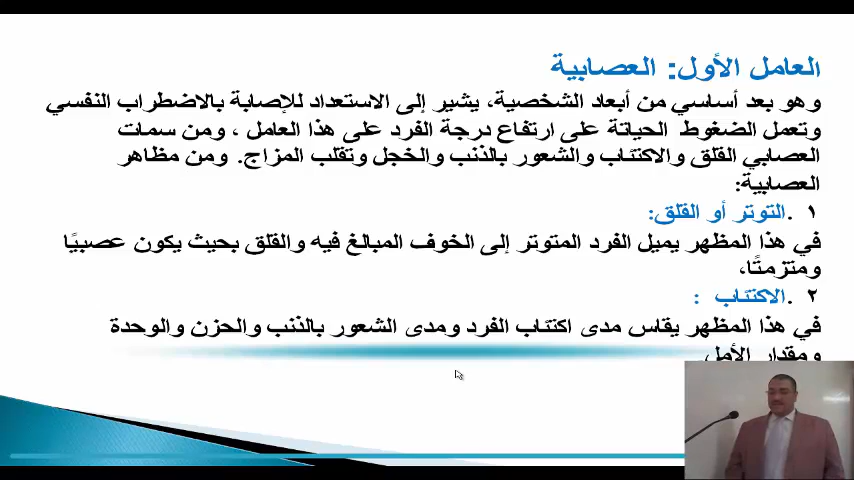 العامل الأول: العصابية
وهو بعد أساسي من أبعاد الشخصية، يشير إلى الاستعداد للإصابة بالاضطراب النفسي
وتعمل الضغوط الحياتة على ارتفاع درجة الفرد على هذا العامل ، ومن سمات
العصابي القلق والاكتئاب والشعور بالذنب والخجل وتقلب المزاج. ومن مظاهر
العصابية:
١ .التوتر أو القلق:
في هذا المظهر يميل الفرد المتوتر إلى الخوف المبالغ فيه والقلق بحيث يكون عصبيًا
ومتزمتًا،
٢ .الاكتئاب :
في هذا المظهر يقاس مدى اكتئاب الفرد ومدى الشعور بالذنب والحزن والوحدة
ومقدار الأمل